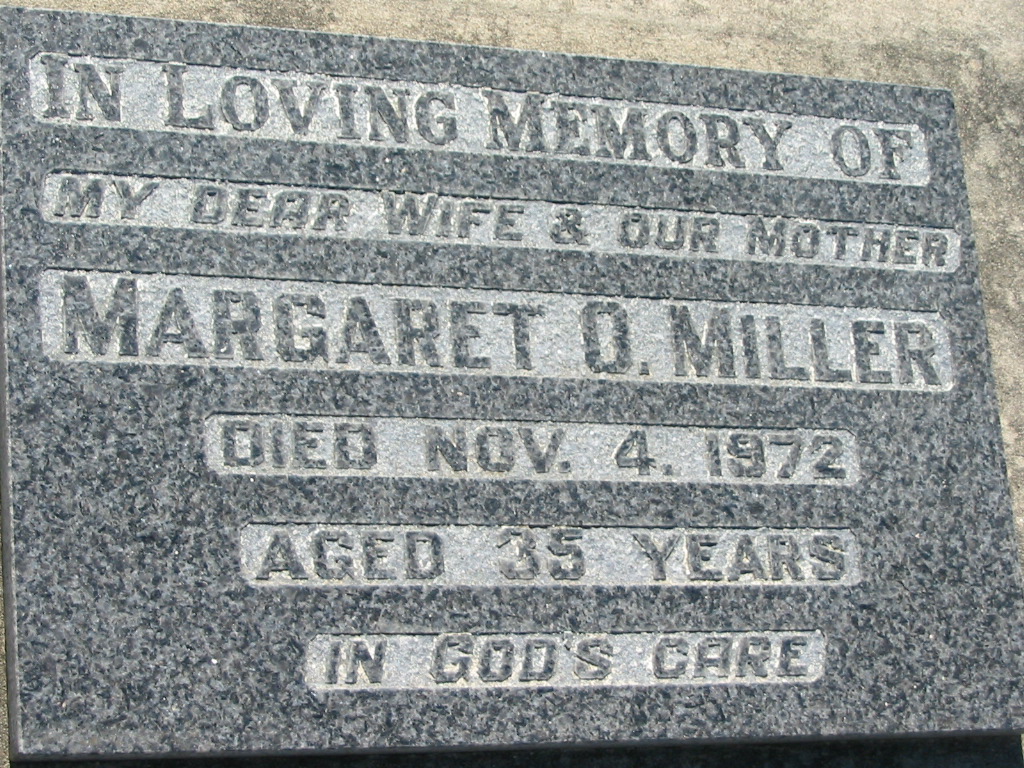 IN LOVING MEMORY OF
MY DEAR WIFE & OUR MOTHER
MARGARET O. MILLER
DIED NOV. 4. 1972
AGED 35 YEARS
IN GOD'S CARE